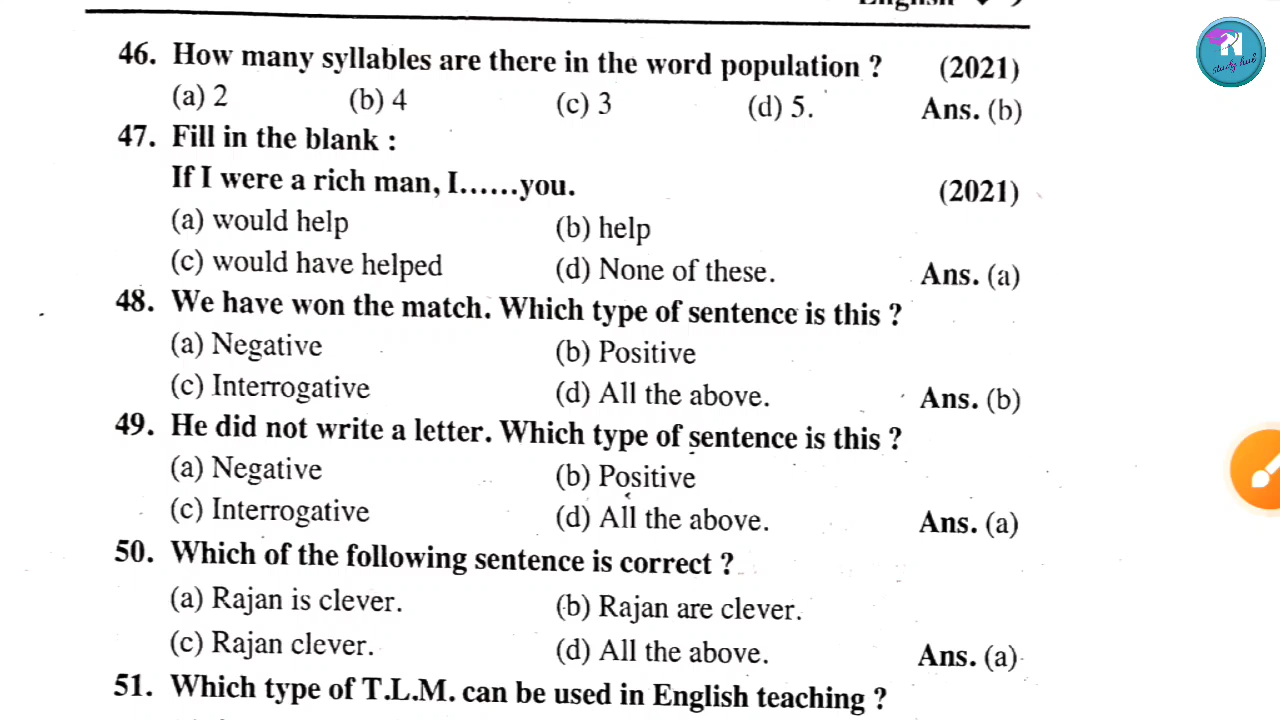 English
46. How many syllables are there in the word population ? (2021)
(a) 2 (b) 4 (c) 3 (d) 5. Ans. (b)
47. Fill in the blank :
If I were a rich man, I......you. (2021)
(a) would help (b) help
(c) would have helped (d) None of these. Ans. (a)
48. We have won the match. Which type of sentence is this ?
(a) Negative (b) Positive
(c) Interrogative (d) All the above. Ans. (b)
49. He did not write a letter. Which type of sentence is this ?
(a) Negative (b) Positive
(c) Interrogative (d) All the above. Ans. (a)
50. Which of the following sentence is correct ?
(a) Rajan is clever. (b) Rajan are clever.
(c) Rajan clever. (d) All the above. Ans. (a)
51. Which type of T.L.M. can be used in English teaching ?
study hub